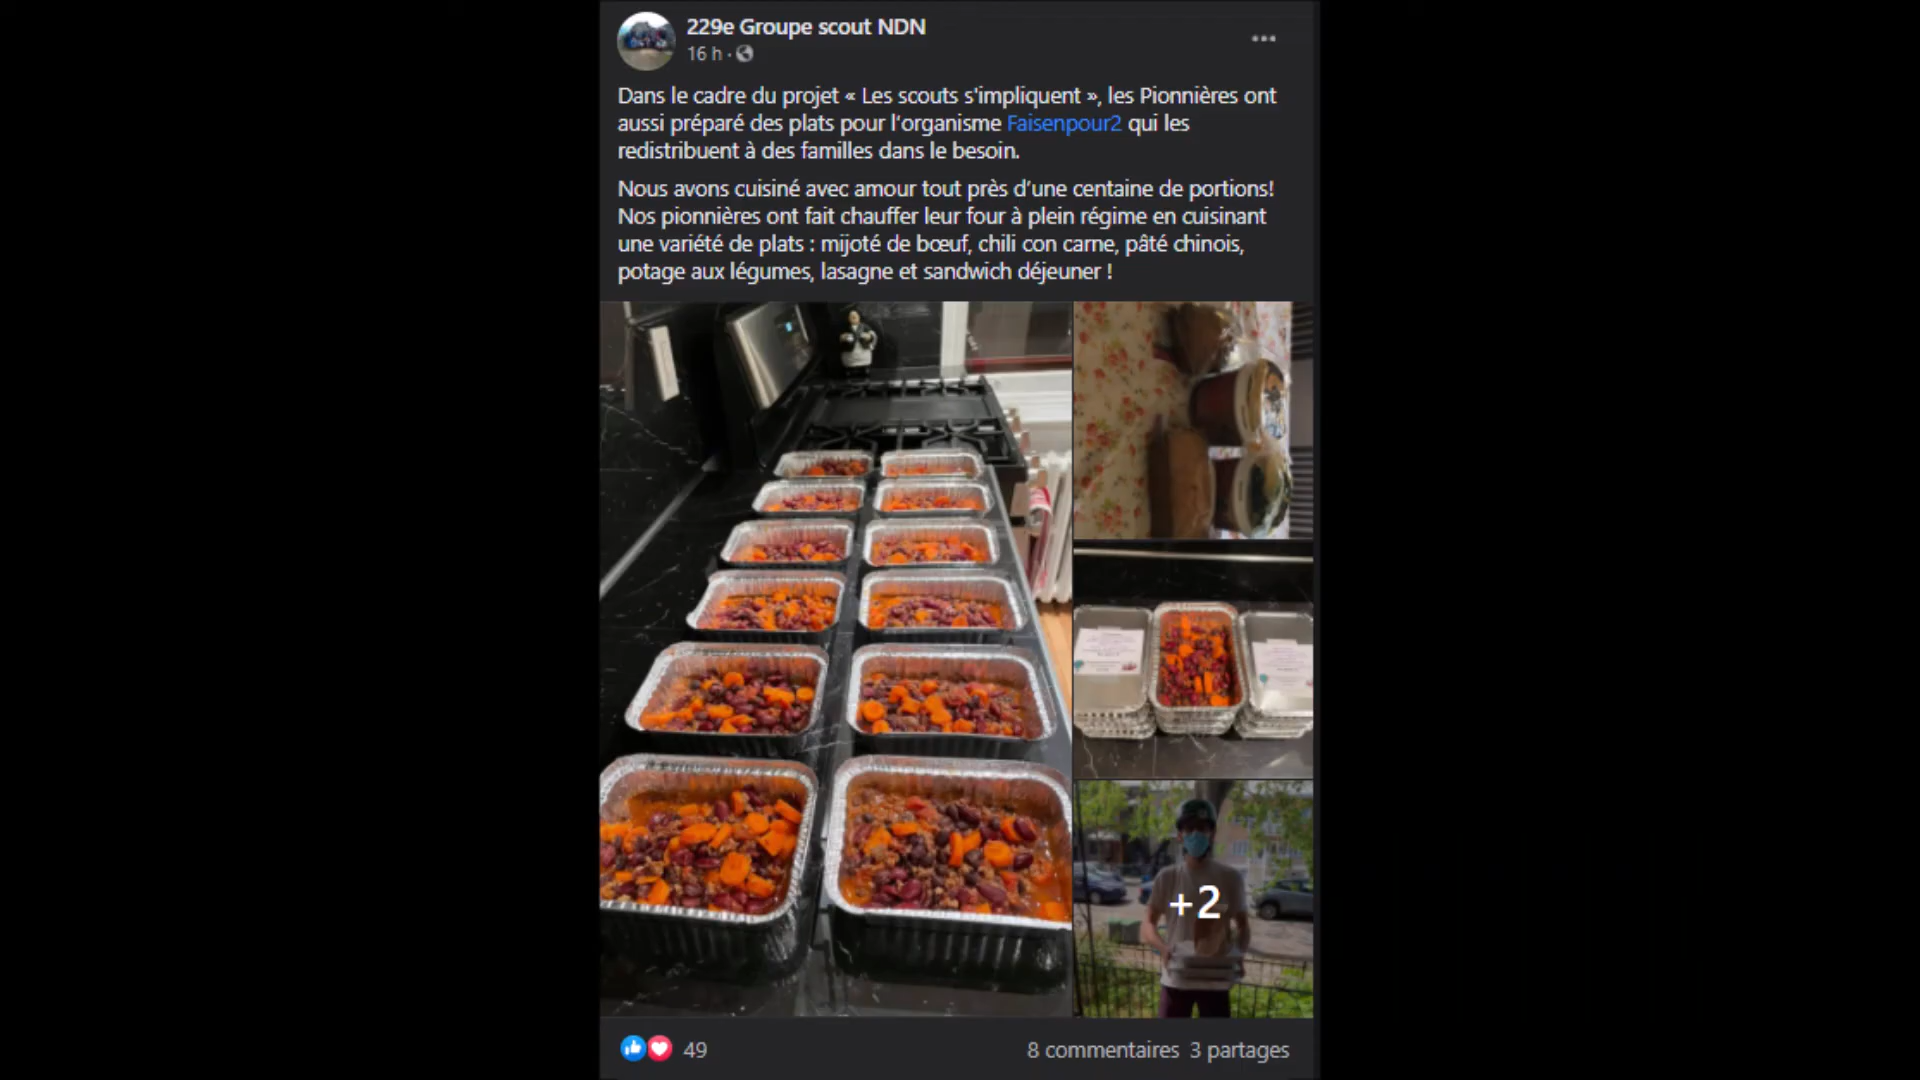 229e Groupe scout NDN
16 h ·
Dans le cadre du projet « Les scouts s'impliquent », les Pionnières ont
aussi préparé des plats pour l'organisme Faisenpour2 qui les
redistribuent à des familles dans le besoin.
Nous avons cuisiné avec amour tout près d'une centaine de portions!
Nos pionnières ont fait chauffer leur four à plein régime en cuisinant
une variété de plats : mijoté de bœuf, chili con carne, pâté chinois,
potage aux légumes, lasagne et sandwich déjeuner !
+2
49
8 commentaires 3 partages